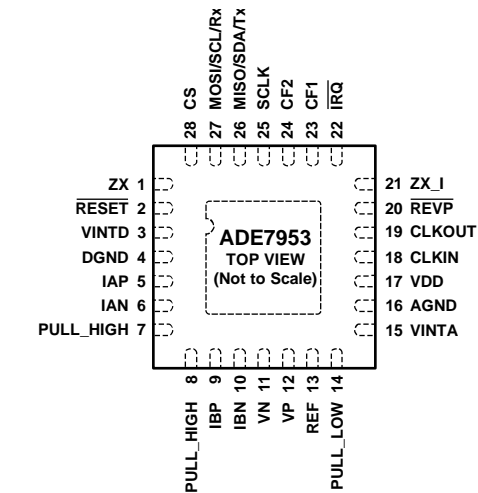 28 CS
27 MOSI/SCL/Rx
26 MISO/SDA/Tx
25 SCLK
24 CF2
23 CF1
22 I̅R̅Q̅
ZX 1
R̅E̅S̅E̅T̅ 2
VINTD 3
DGND 4
IAP 5
IAN 6
PULL_HIGH 7
ADE7953
TOP VIEW
(Not to Scale)
21 ZX_I
20 R̅E̅V̅P̅
19 CLKOUT
18 CLKIN
17 VDD
16 AGND
15 VINTA
PULL_HIGH 8
IBP 9
IBN 10
VN 11
VP 12
REF 13
PULL_LOW 14